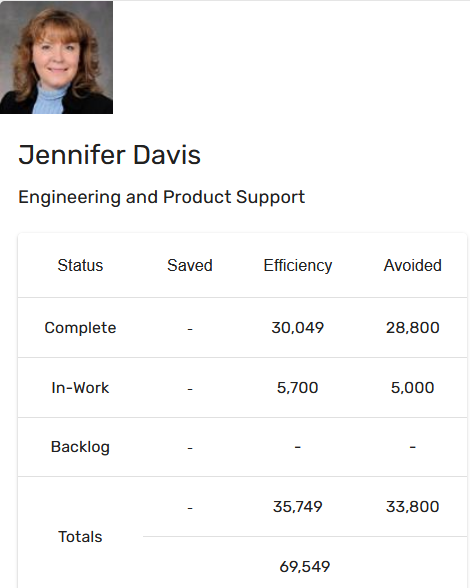 Jennifer Davis
Engineering and Product Support
Status Saved Efficiency Avoided
Complete - 30,049 28,800
In-Work - 5,700 5,000
Backlog - - -
- 35,749 33,800
Totals
69,549